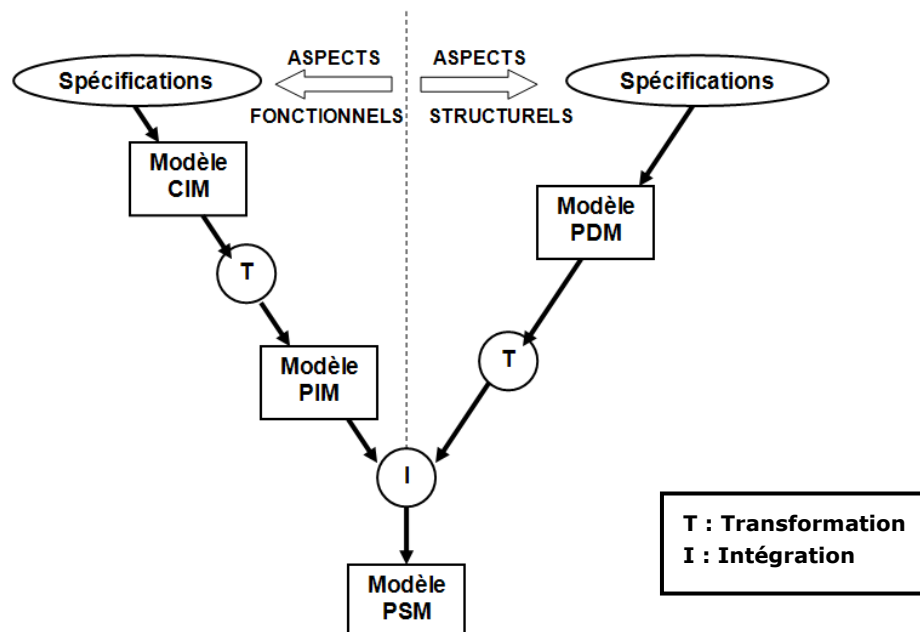 ASPECTS
FONCTIONNELS
ASPECTS
STRUCTURELS
Spécifications
Spécifications
Modèle
CIM
Modèle
PDM
T
T
Modèle
PIM
I
Modèle
PSM
T : Transformation
I : Intégration